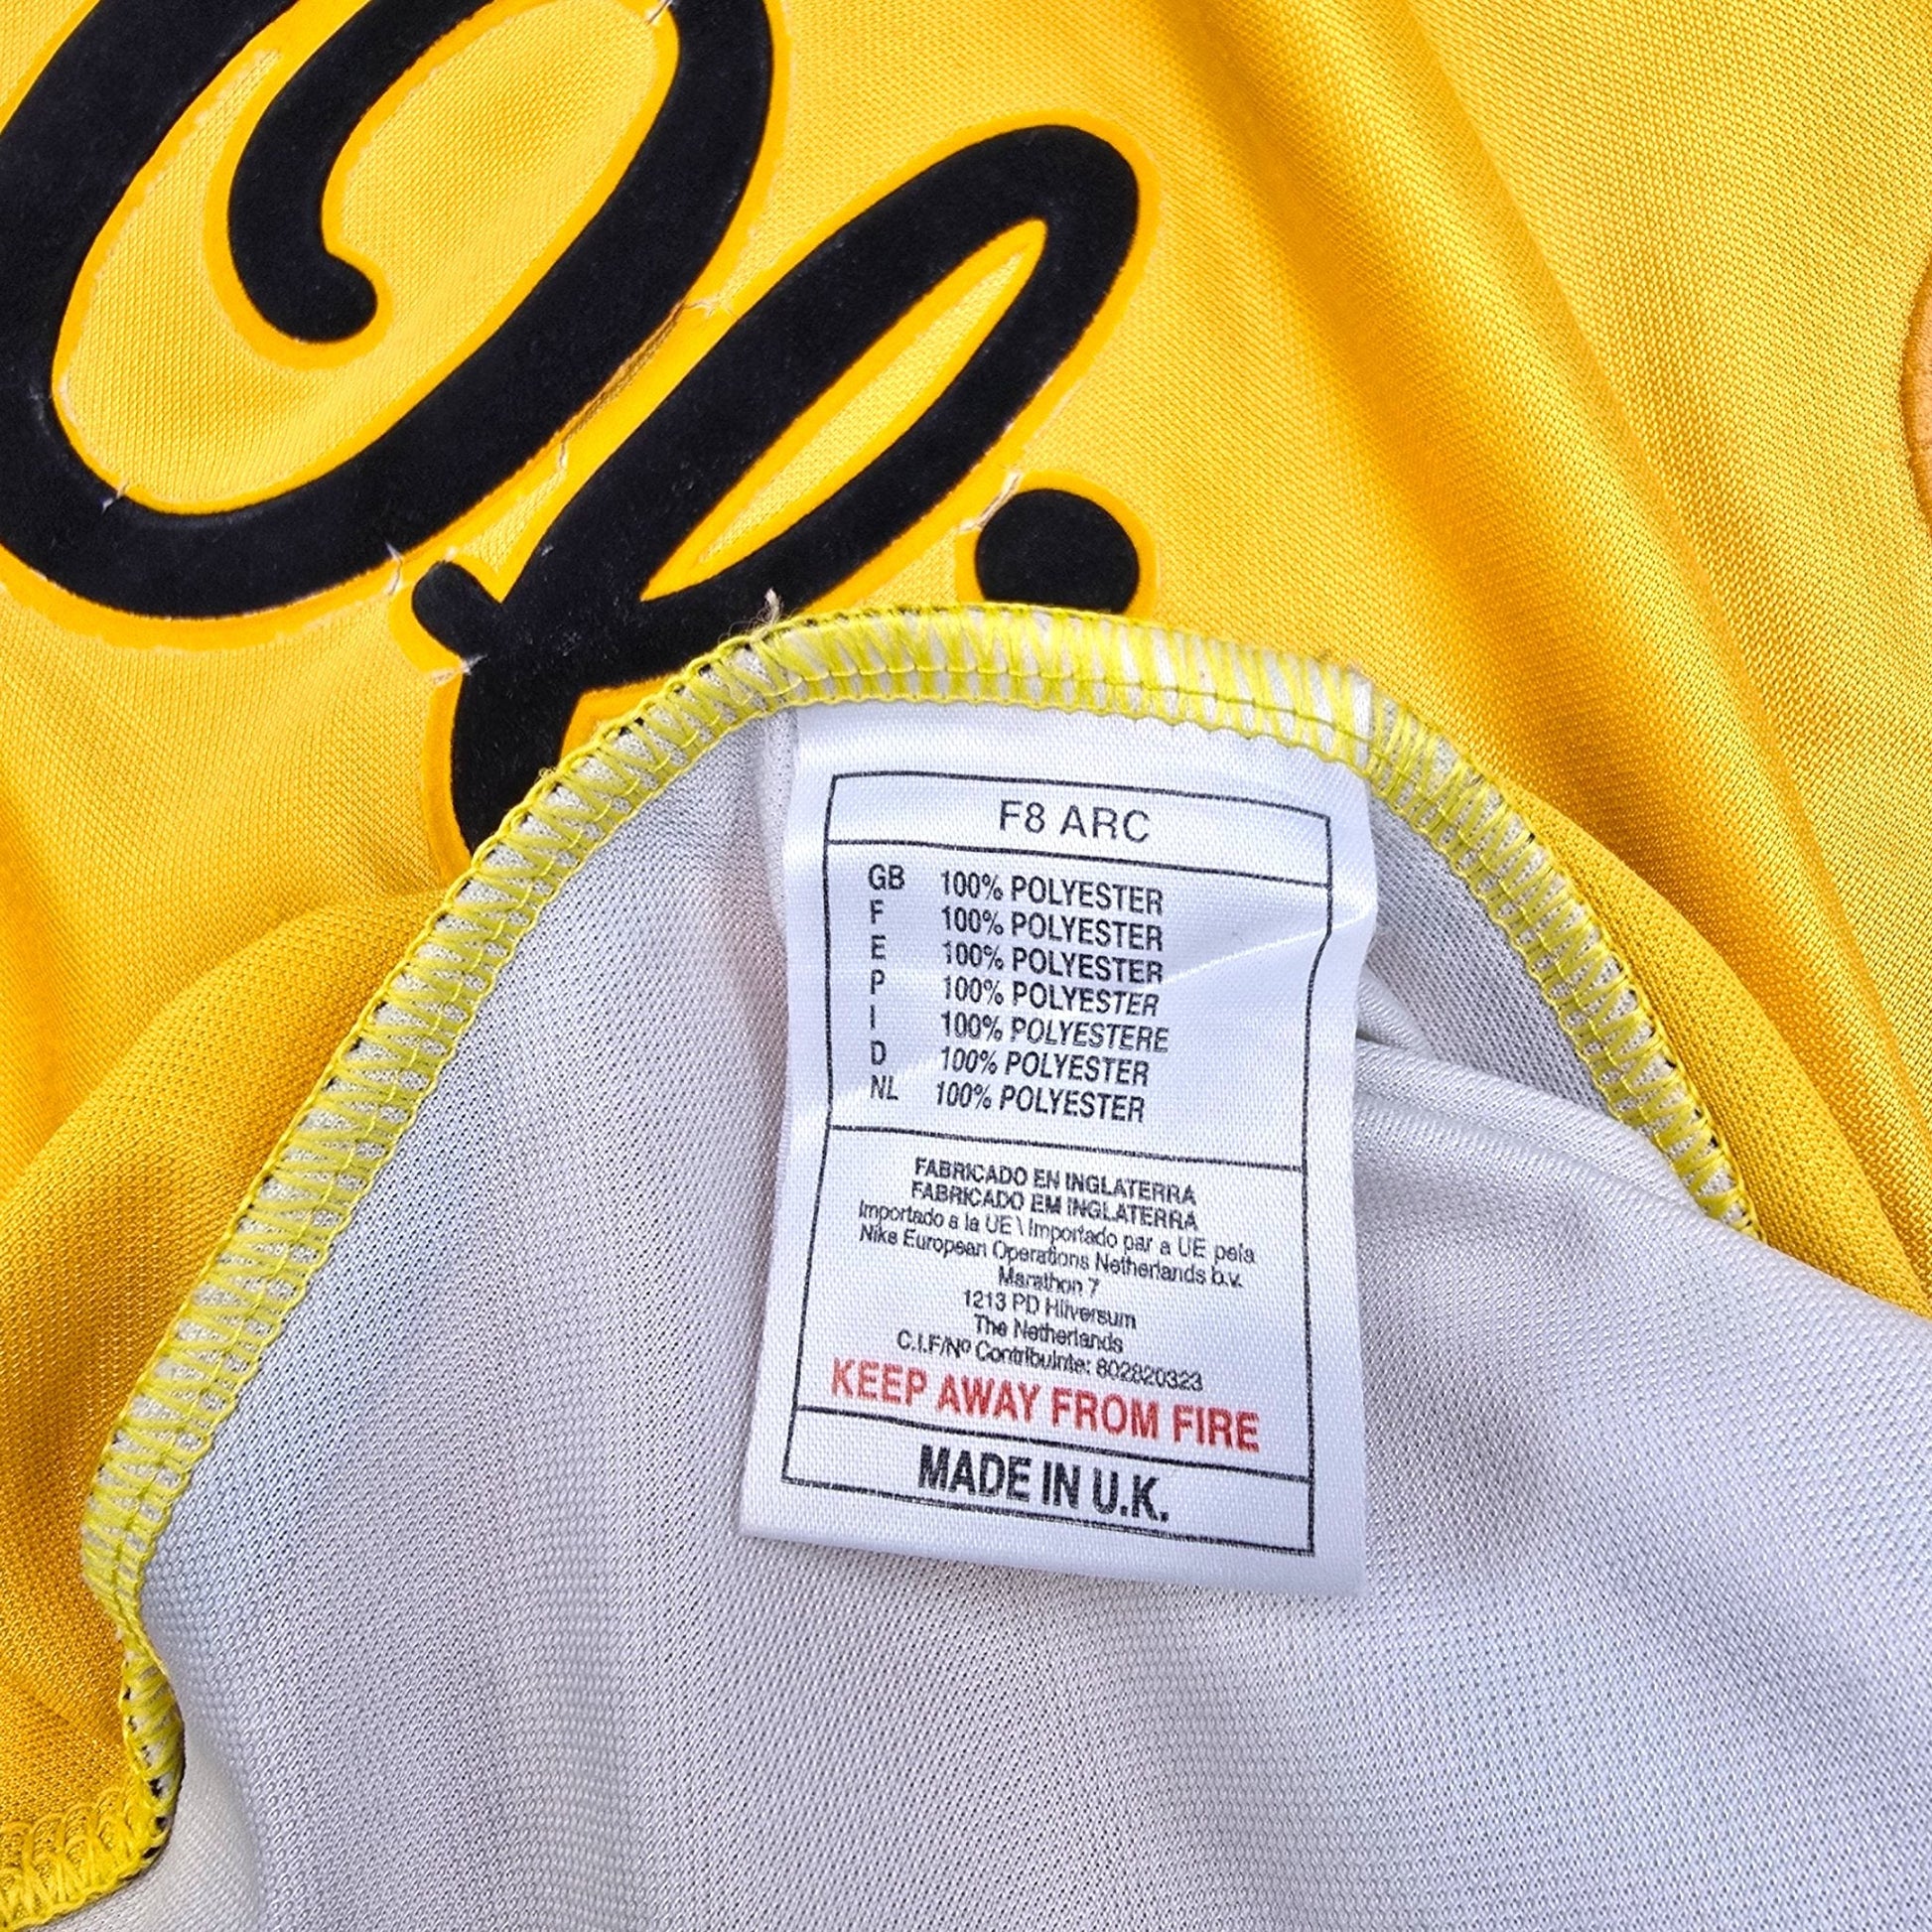 Op.
F8 ARC
GB 100% POLYESTER
F 100% POLYESTER
E 100% POLYESTER
P 100% POLYESTER
I 100% POLYESTERE
D 100% POLYESTER
NL 100% POLYESTER
FABRICADO EN INGLATERRA
FABRICADO EM INGLATERRA
Importado a la UE \ Importado par a UE pela
Nike European Operations Netherlands b.v.
Marathon 7
1213 PD Hilversum
The Netherlands
C.I.F/Nº Contribuinte: 802820323
KEEP AWAY FROM FIRE
MADE IN U.K.